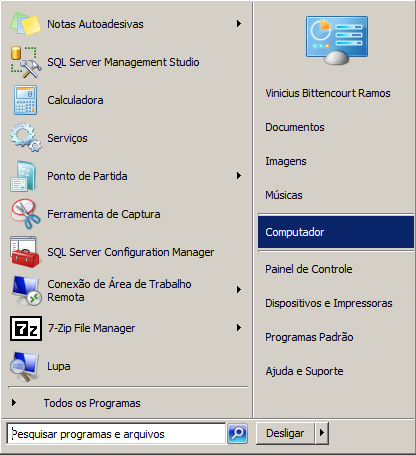 Notas Autoadesivas
SQL Server Management Studio
Calculadora
Serviços
Ponto de Partida
Ferramenta de Captura
SQL Server Configuration Manager
Conexão de Área de Trabalho
Remota
7z
7-Zip File Manager
Lupa
Todos os Programas
Pesquisar programas e arquivos
Vinicius Bittencourt Ramos
Documentos
Imagens
Músicas
Computador
Painel de Controle
Dispositivos e Impressoras
Programas Padrão
Ajuda e Suporte
Desligar